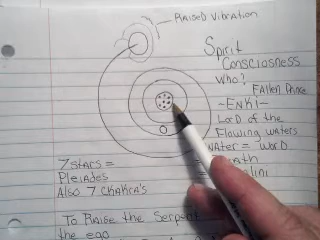 Raised Vibration
Spirit
Consciousness
Who?
Fallen Phase
~Enki~
Lord of the
Flowing waters
water = word
7 stars =
Pleiades
Also 7 Chakra's
To Raise the Serpent
the ego